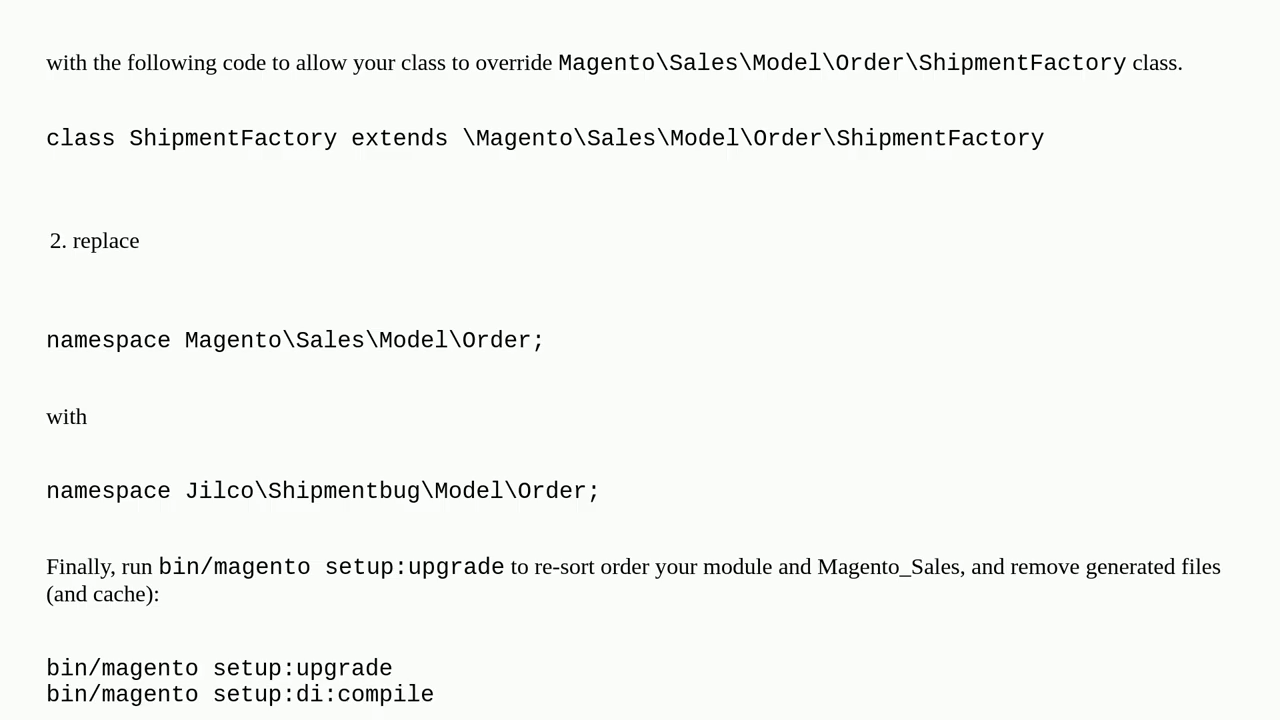 with the following code to allow your class to override Magento\Sales\Model\Order\ShipmentFactory class.
class ShipmentFactory extends \Magento\Sales\Model\Order\ShipmentFactory
2. replace
namespace Magento\Sales\Model\Order;
with
namespace Jilco\Shipmentbug\Model\Order;
Finally, run bin/magento setup:upgrade to re-sort order your module and Magento_Sales, and remove generated files
(and cache):
bin/magento setup:upgrade
bin/magento setup:di:compile